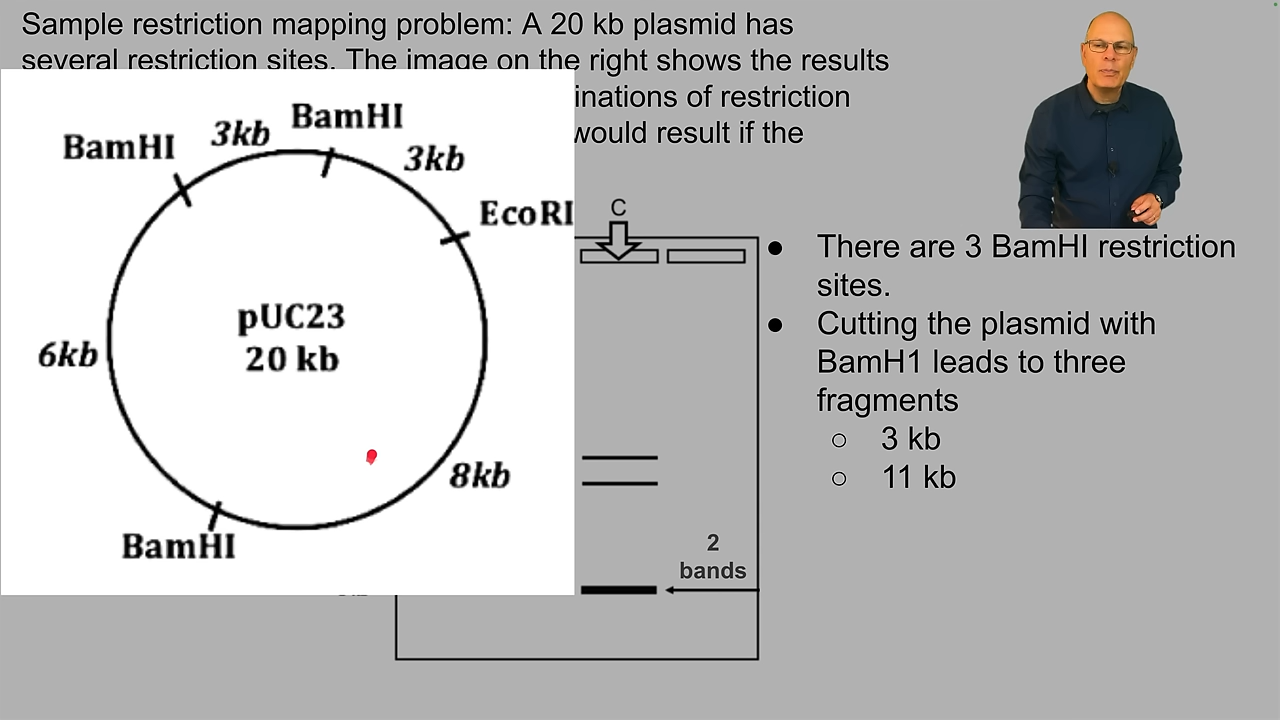 Sample restriction mapping problem: A 20 kb plasmid has
several restriction sites. The image on the right shows the results
inations of restriction
would result if the
BamHI
3kb
BamHI
3kb
EcoRI
C
pUC23
20 kb
6kb
8kb
BamHI
2
bands
There are 3 BamHI restriction
sites.
Cutting the plasmid with
BamH1 leads to three
fragments
3 kb
11 kb